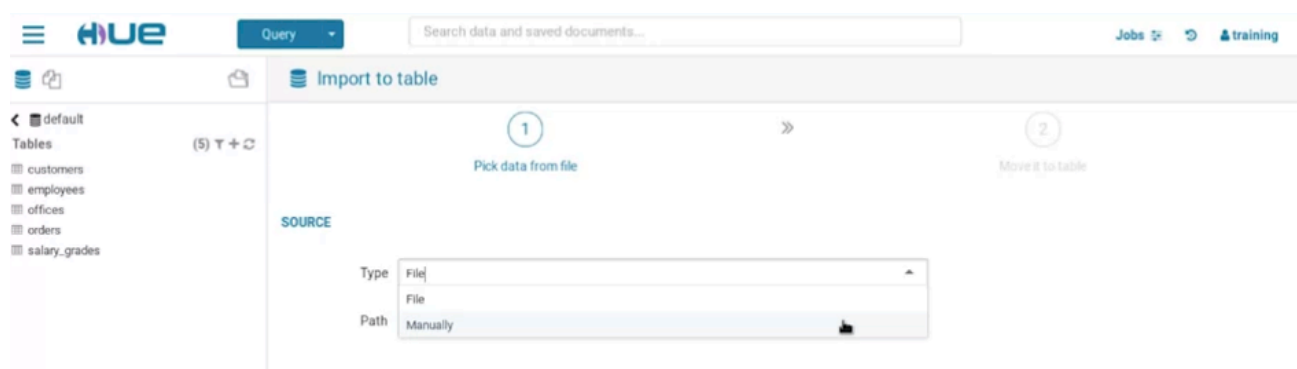 HUE Query Search data and saved documents... Jobs training
Import to table
default
Tables (5)
customers
employees
offices
orders
salary_grades
1 » 2
Pick data from file Move it to table
SOURCE
Type File
File
Path Manually